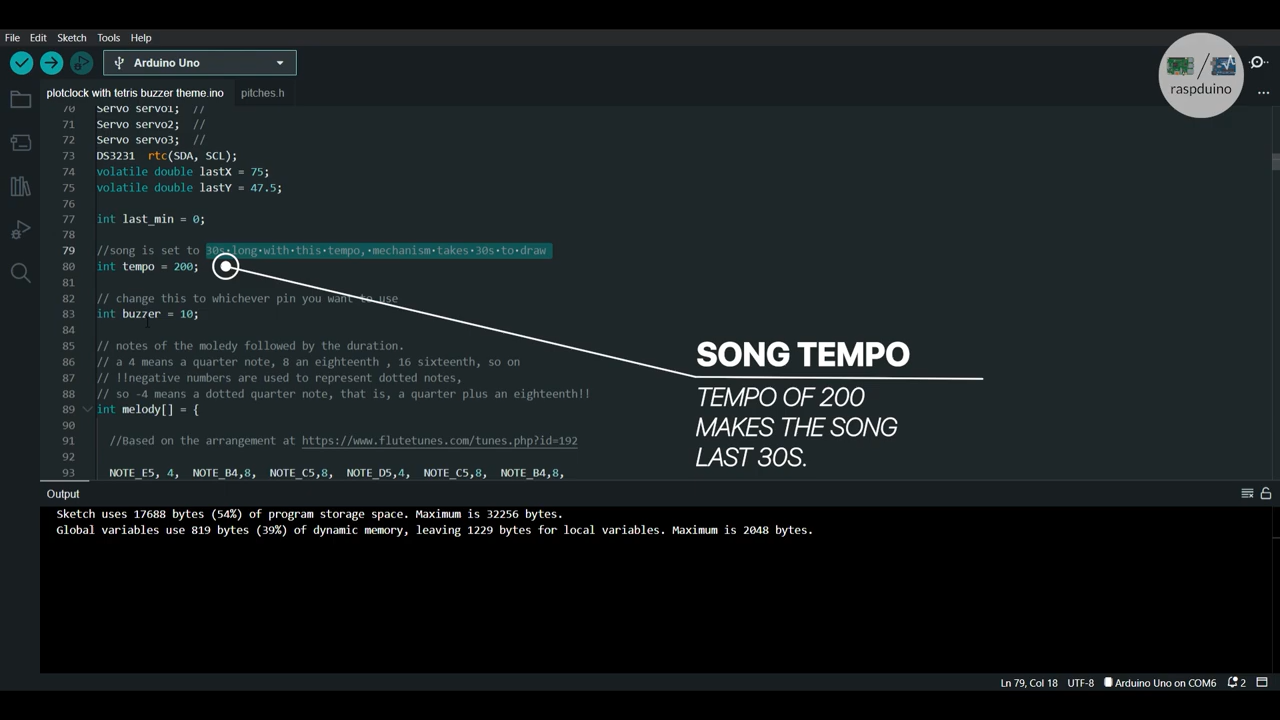 File Edit Sketch Tools Help
Arduino Uno
raspduino
plotclock with tetris buzzer theme.ino pitches.h
70 Servo servo1; //
71 Servo servo2; //
72 Servo servo3; //
73 DS3231 rtc(SDA, SCL);
74 volatile double lastX = 75;
75 volatile double lastY = 47.5;
76
77 int last_min = 0;
78
79 //song is set to 30s long with this tempo, mechanism takes 30s to draw
80 int tempo = 200;
81
82 // change this to whichever pin you want to use
83 int buzzer = 10;
84
85 // notes of the moledy followed by the duration.
86 // a 4 means a quarter note, 8 an eighteenth , 16 sixteenth, so on
87 // !!negative numbers are used to represent dotted notes,
88 // so -4 means a dotted quarter note, that is, a quarter plus an eighteenth!!
89 int melody[] = {
90
91 //Based on the arrangement at https://www.flutetunes.com/tunes.php?id=192
92
93 NOTE_E5, 4, NOTE_B4,8, NOTE_C5,8, NOTE_D5,4, NOTE_C5,8, NOTE_B4,8,
SONG TEMPO
TEMPO OF 200
MAKES THE SONG
LAST 30S.
Output
Sketch uses 17688 bytes (54%) of program storage space. Maximum is 32256 bytes.
Global variables use 819 bytes (39%) of dynamic memory, leaving 1229 bytes for local variables. Maximum is 2048 bytes.
Ln 79, Col 18 UTF-8 Arduino Uno on COM6 2